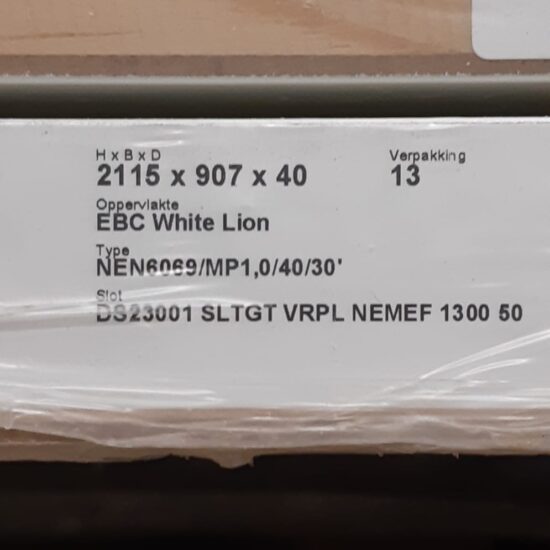 H x B x D
2115 x 907 x 40
Verpakking
13
Oppervlakte
EBC White Lion
Type
NEN6069/MP1,0/40/30'
Slot
DS23001 SLTGT VRPL NEMEF 1300 50